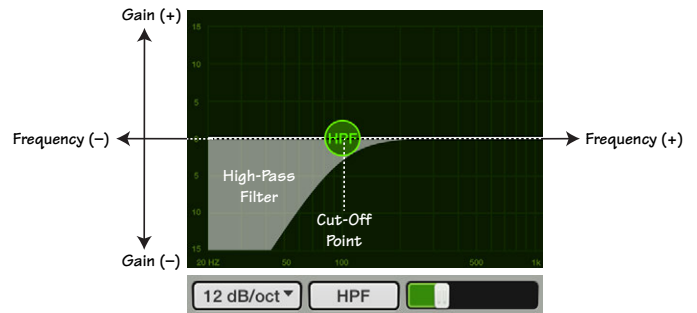 Gain (+)
15
10
5
Frequency (–)
0
HPF
Frequency (+)
High-Pass
Filter
5
10
Cut-Off
Point
15
Gain (–)
20 HZ 50 100 500 1k
12 dB/oct HPF